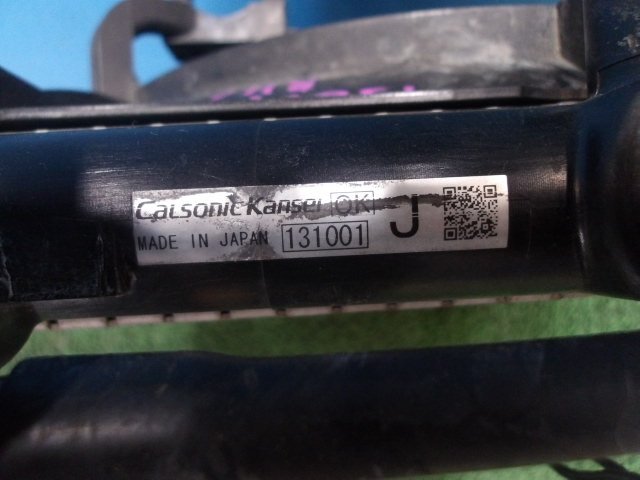 Calsonic Kansei OK J
MADE IN JAPAN 131001